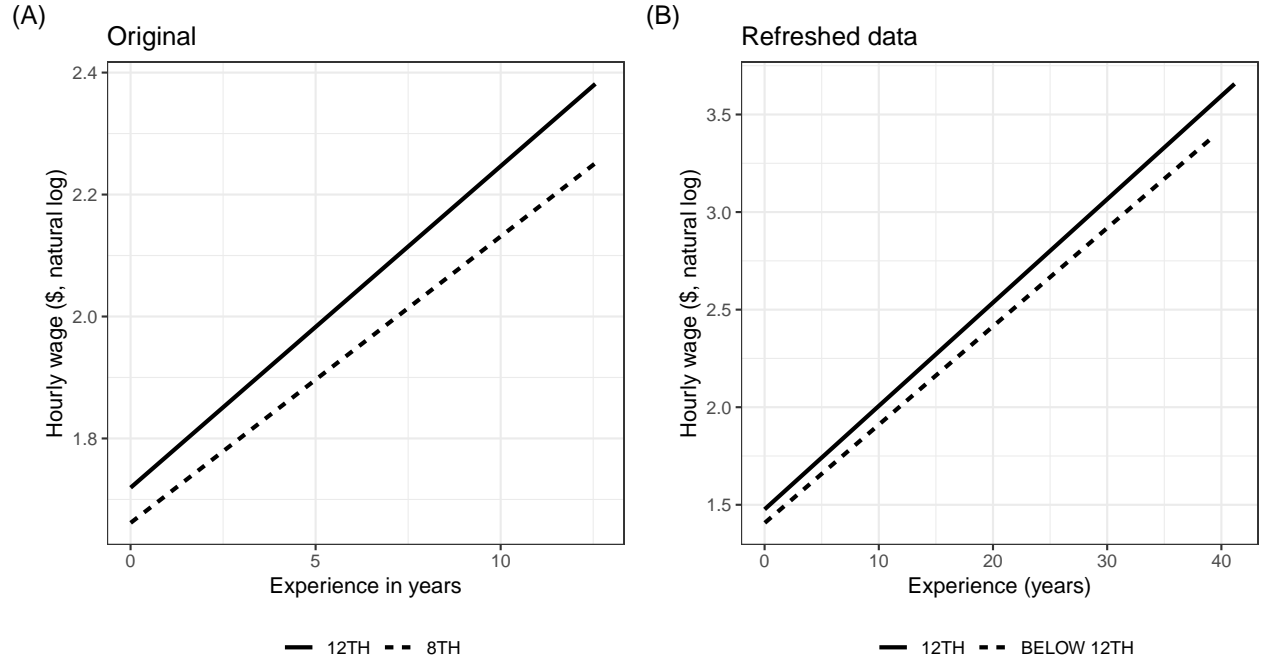 (A)
Original
Hourly wage ($, natural log)
2.4
2.2
2.0
1.8
0 5 10
Experience in years
12TH 8TH
(B)
Refreshed data
Hourly wage ($, natural log)
3.5
3.0
2.5
2.0
1.5
0 10 20 30 40
Experience (years)
12TH BELOW 12TH